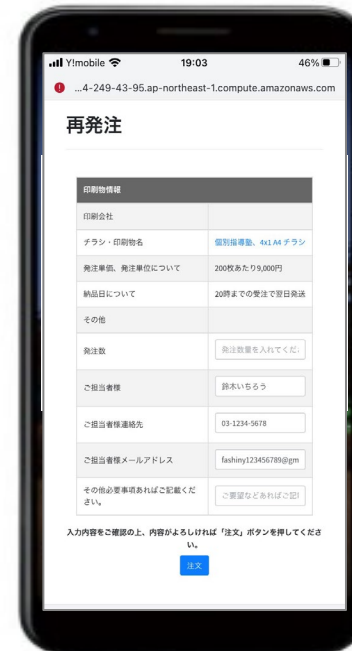 Y!mobile 19:03 46%
...4-249-43-95.ap-northeast-1.compute.amazonaws.com
再発注
印刷物情報
印刷会社
チラシ・印刷物名 個別指導塾、4x1 A4 チラシ
発注単価、発注単位について 200枚あたり9,000円
納品日について 20時までの受注で翌日発送
その他
発注数 発注数量を入れてくだ
ご担当者様 鈴木いちろう
ご担当者様連絡先 03-1234-5678
ご担当者様メールアドレス fashiny123456789@gm
その他必要事項あればご記載くだ
さい。 ご要望などあればご記
入力内容をご確認の上、内容がよろしければ「注文」ボタンを押してくださ
い。
注文